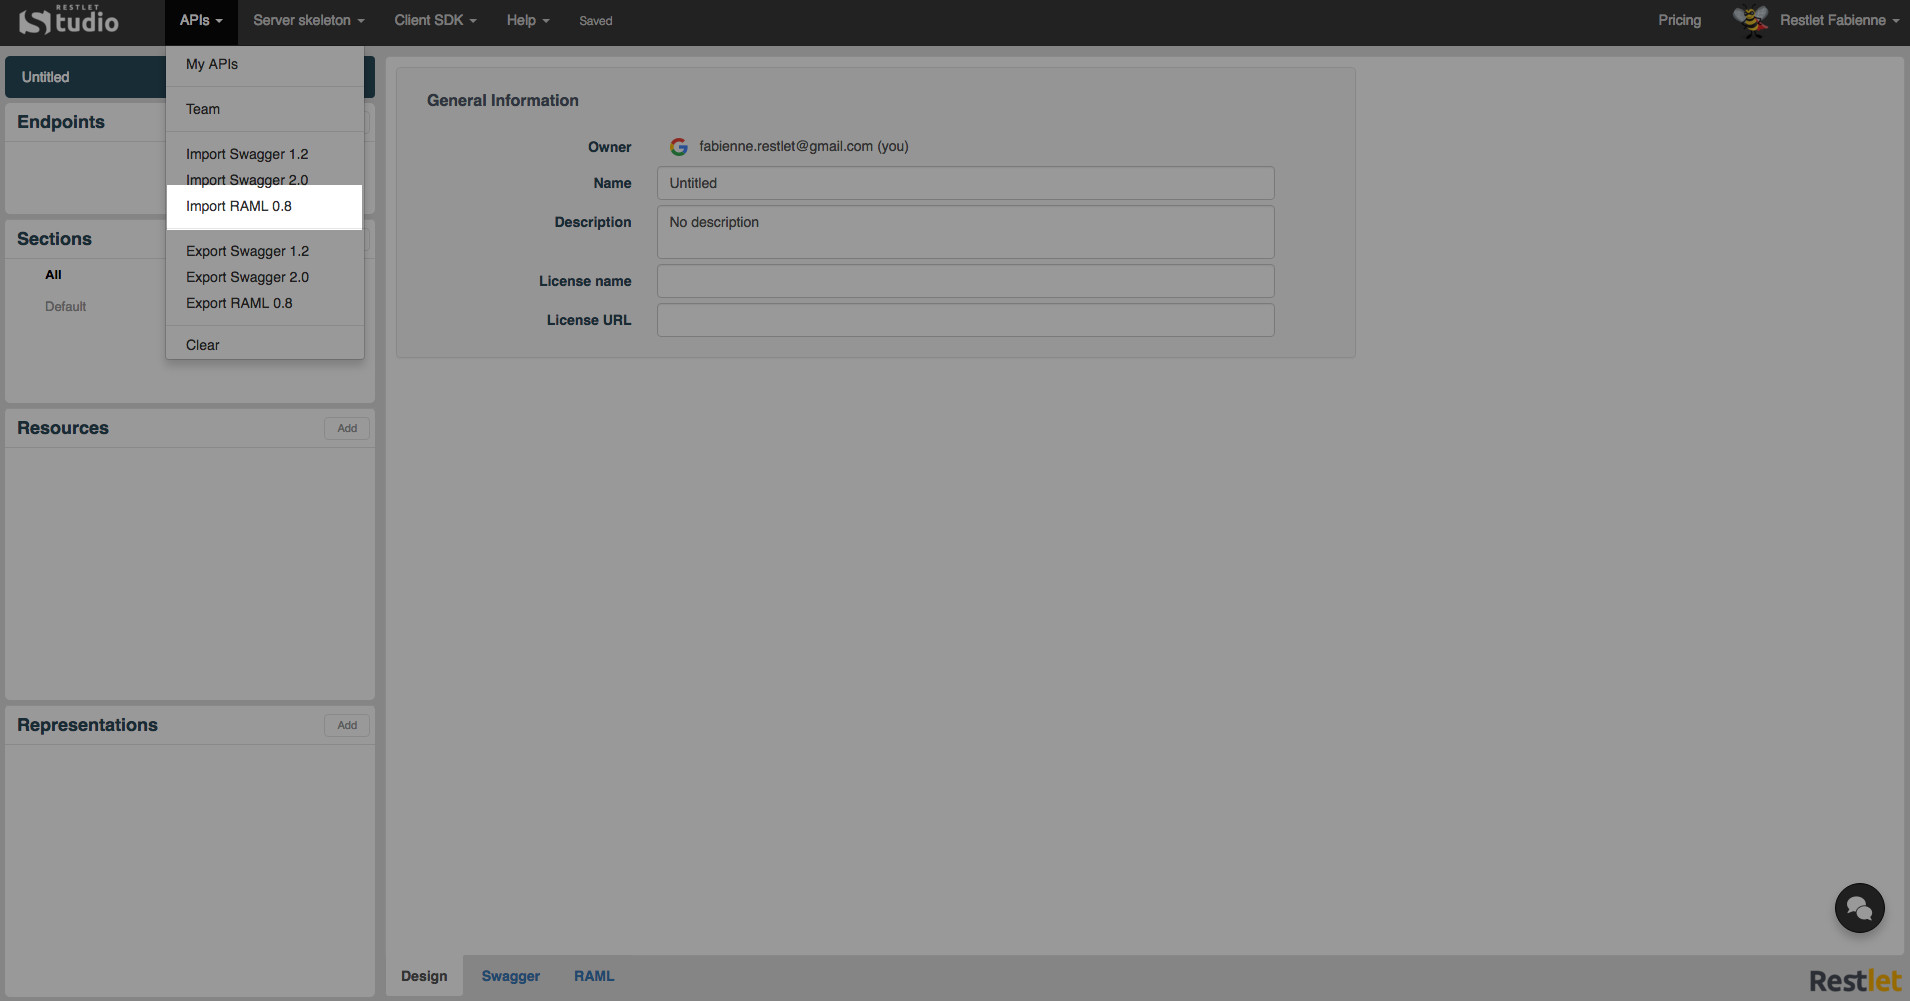 RESTLET
Studio
APIs
Server skeleton
Client SDK
Help
Saved
Pricing
Restlet Fabienne
My APIs
Team
Import Swagger 1.2
Import Swagger 2.0
Import RAML 0.8
Export Swagger 1.2
Export Swagger 2.0
Export RAML 0.8
Clear
Untitled
Endpoints
Sections
All
Default
Resources
Add
Representations
Add
General Information
Owner
fabienne.restlet@gmail.com (you)
Name
Untitled
Description
No description
License name
License URL
Design
Swagger
RAML
Restlet